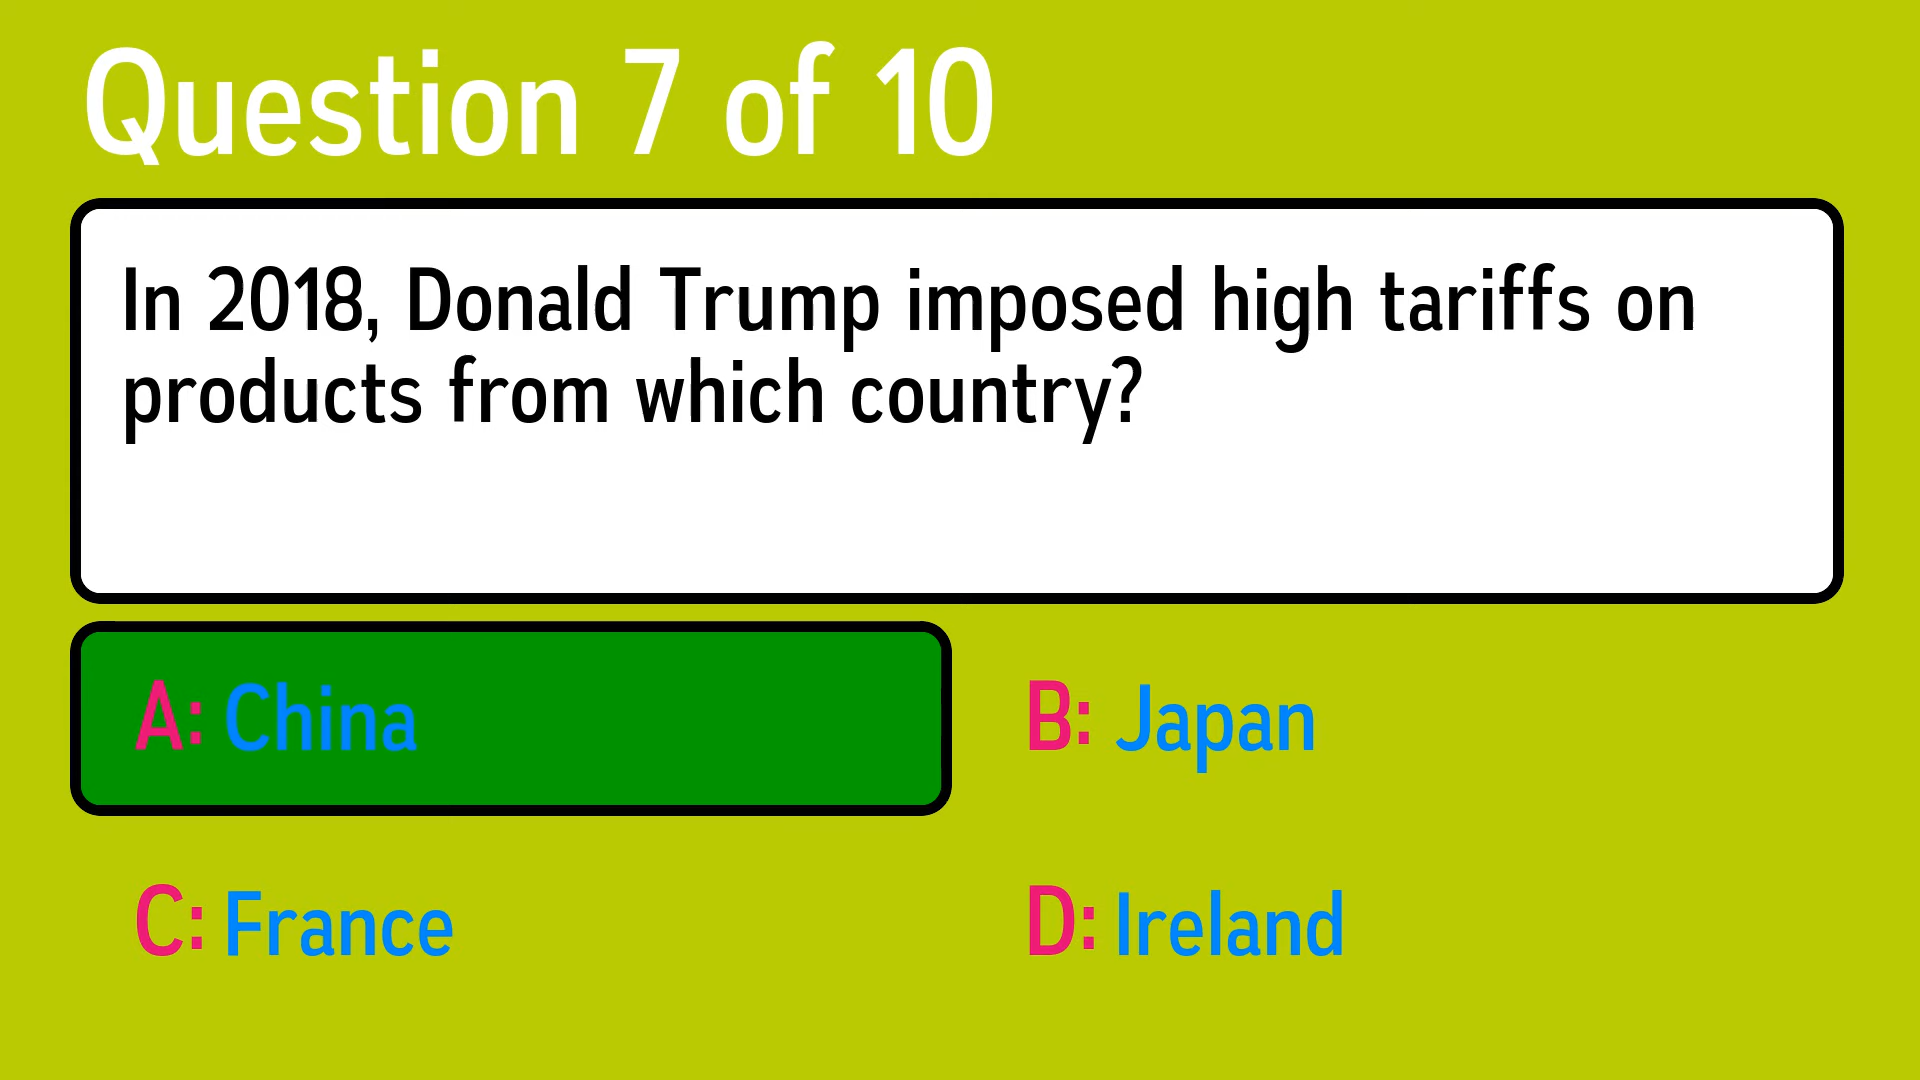 Question 7 of 10
In 2018, Donald Trump imposed high tariffs on
products from which country?
A: China
B: Japan
C: France
D: Ireland